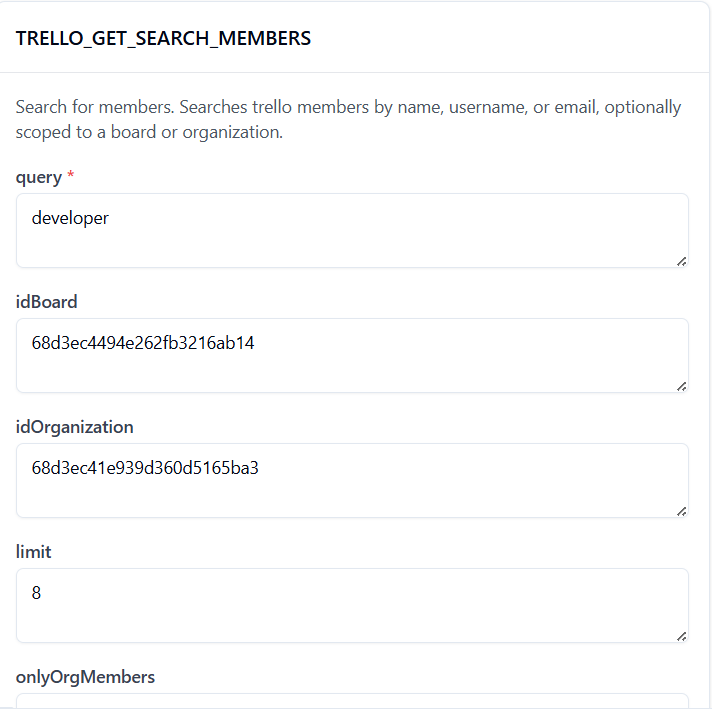 TRELLO_GET_SEARCH_MEMBERS
Search for members. Searches trello members by name, username, or email, optionally
scoped to a board or organization.
query *
developer
idBoard
68d3ec4494e262fb3216ab14
idOrganization
68d3ec41e939d360d5165ba3
limit
8
onlyOrgMembers